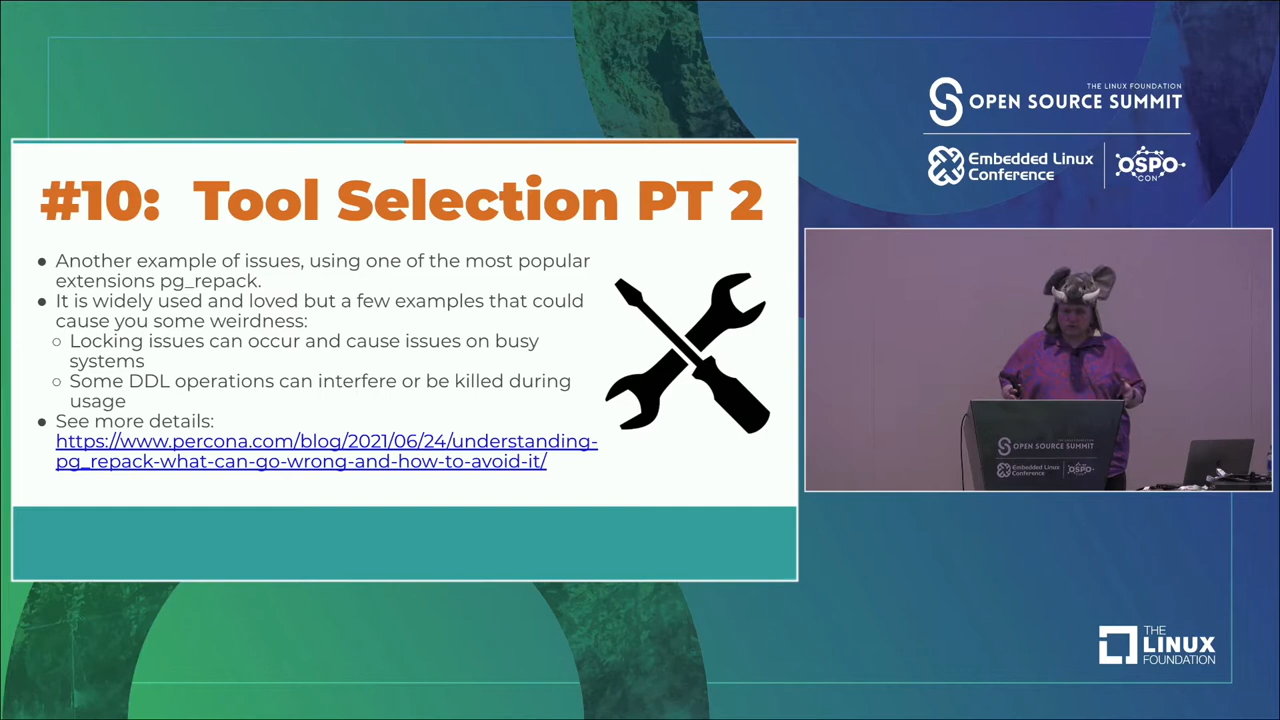 THE LINUX FOUNDATION
OPEN SOURCE SUMMIT
Embedded Linux
Conference
OSPO
CON
#10: Tool Selection PT 2
● Another example of issues, using one of the most popular
extensions pg_repack.
● It is widely used and loved but a few examples that could
cause you some weirdness:
○ Locking issues can occur and cause issues on busy
systems
○ Some DDL operations can interfere or be killed during
usage
● See more details:
https://www.percona.com/blog/2021/06/24/understanding-
pg_repack-what-can-go-wrong-and-how-to-avoid-it/
OPEN SOURCE SUMMIT
Embedded Linux
Conference
OSPO
THE
LINUX
FOUNDATION